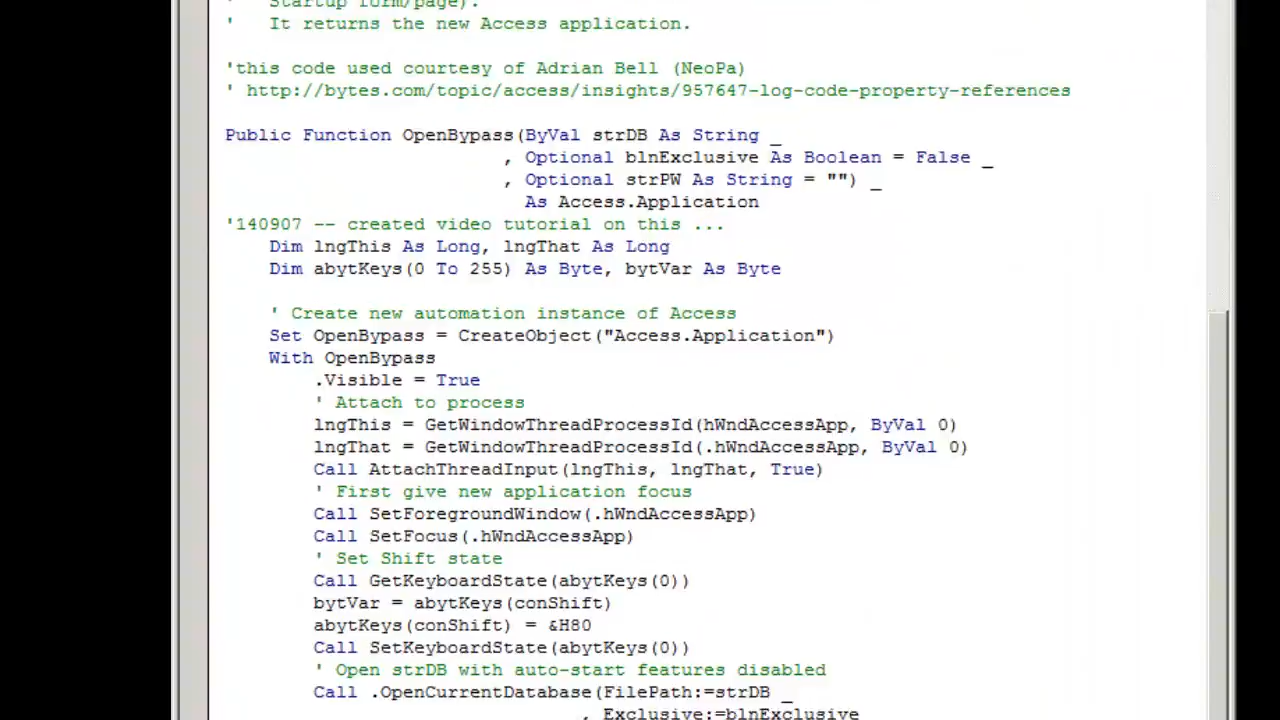 '   Startup form/page).
'   It returns the new Access application.
'this code used courtesy of Adrian Bell (NeoPa)
' http://bytes.com/topic/access/insights/957647-log-code-property-references
Public Function OpenBypass(ByVal strDB As String _
, Optional blnExclusive As Boolean = False _
, Optional strPW As String = "") _
As Access.Application
'140907 -- created video tutorial on this ...
Dim lngThis As Long, lngThat As Long
Dim abytKeys(0 To 255) As Byte, bytVar As Byte
' Create new automation instance of Access
Set OpenBypass = CreateObject("Access.Application")
With OpenBypass
.Visible = True
' Attach to process
lngThis = GetWindowThreadProcessId(hWndAccessApp, ByVal 0)
lngThat = GetWindowThreadProcessId(.hWndAccessApp, ByVal 0)
Call AttachThreadInput(lngThis, lngThat, True)
' First give new application focus
Call SetForegroundWindow(.hWndAccessApp)
Call SetFocus(.hWndAccessApp)
' Set Shift state
Call GetKeyboardState(abytKeys(0))
bytVar = abytKeys(conShift)
abytKeys(conShift) = &H80
Call SetKeyboardState(abytKeys(0))
' Open strDB with auto-start features disabled
Call .OpenCurrentDatabase(FilePath:=strDB _
, Exclusive:=blnExclusive